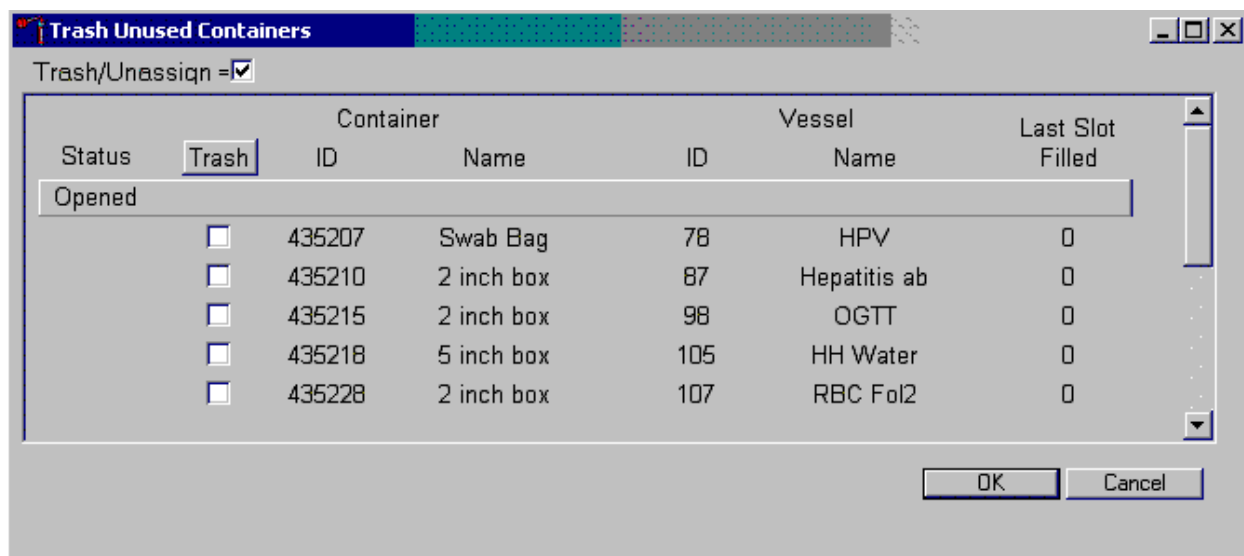 Trash Unused Containers
Trash/Unassign =
Container Vessel Last Slot
Status Trash ID Name ID Name Filled
Opened
435207 Swab Bag 78 HPV 0
435210 2 inch box 87 Hepatitis ab 0
435215 2 inch box 98 OGTT 0
435218 5 inch box 105 HH Water 0
435228 2 inch box 107 RBC Fol2 0
OK Cancel